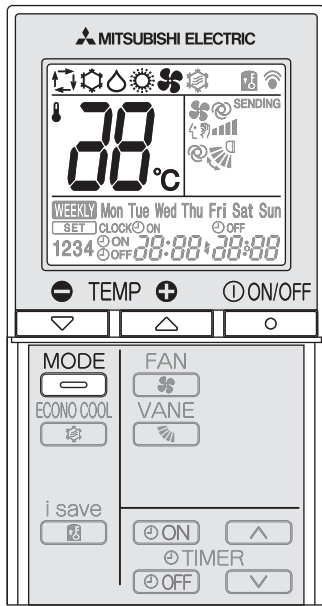 MITSUBISHI ELECTRIC
SENDING
88°C
WEEKLY Mon Tue Wed Thu Fri Sat Sun
SET CLOCK ON OFF
1234 ON OFF 88:88 88:88
TEMP ON/OFF
MODE FAN
ECONO COOL VANE
i save
ON
TIMER
OFF